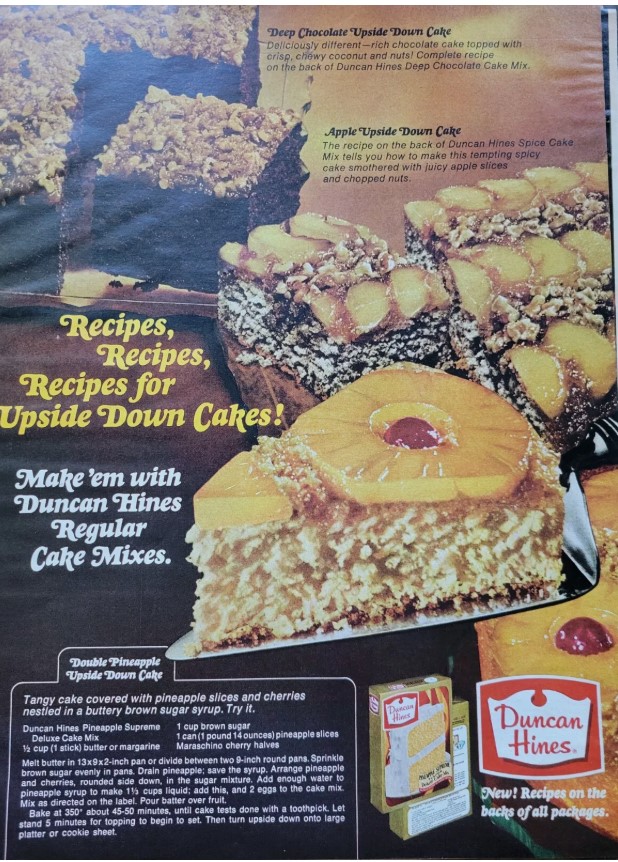 Deep Chocolate Upside Down Cake
Deliciously different—rich chocolate cake topped with
crisp, chewy coconut and nuts! Complete recipe
on the back of Duncan Hines Deep Chocolate Cake Mix.
Apple Upside Down Cake
The recipe on the back of Duncan Hines Spice Cake
Mix tells you how to make this tempting spicy
cake smothered with juicy apple slices
and chopped nuts.
Recipes,
Recipes,
Recipes for
Upside Down Cakes!
Make 'em with
Duncan Hines
Regular
Cake Mixes.
Double Pineapple
Upside Down Cake
Tangy cake covered with pineapple slices and cherries
nestled in a buttery brown sugar syrup. Try it.
Duncan Hines Pineapple Supreme
Deluxe Cake Mix
½ cup (1 stick) butter or margarine
1 cup brown sugar
1 can (1 pound 14 ounces) pineapple slices
Maraschino cherry halves
Melt butter in 13x9x2-inch pan or divide between two 9-inch round pans. Sprinkle
brown sugar evenly in pans. Drain pineapple; save the syrup. Arrange pineapple
and cherries, rounded side down, in the sugar mixture. Add enough water to
pineapple syrup to make 1⅓ cups liquid; add this, and 2 eggs to the cake mix.
Mix as directed on the label. Pour batter over fruit.
Bake at 350° about 45-50 minutes, until cake tests done with a toothpick. Let
stand 5 minutes for topping to begin to set. Then turn upside down onto large
platter or cookie sheet.
Duncan
Hines
Duncan
Hines®
New! Recipes on the
backs of all packages.